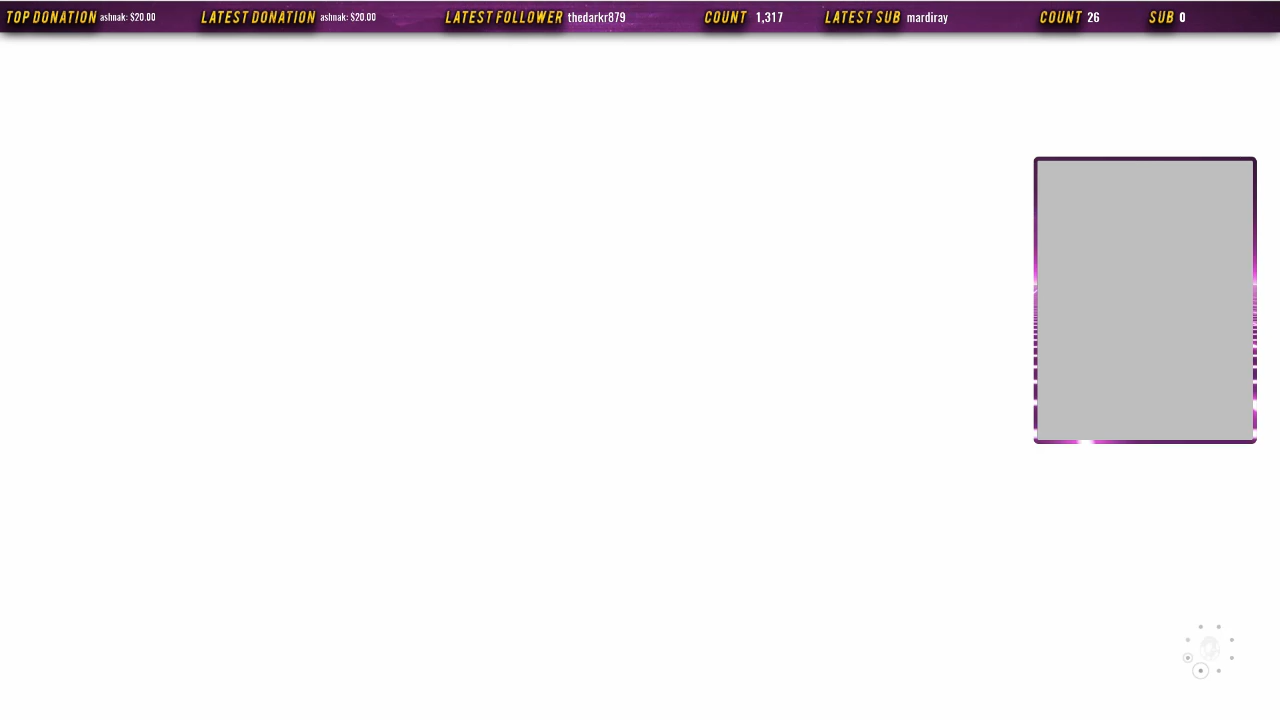 TOP DONATION ashnak: $20.00 LATEST DONATION ashnak: $20.00 LATEST FOLLOWER thedarkr879 COUNT 1,317 LATEST SUB mardiray COUNT 26 SUB 0